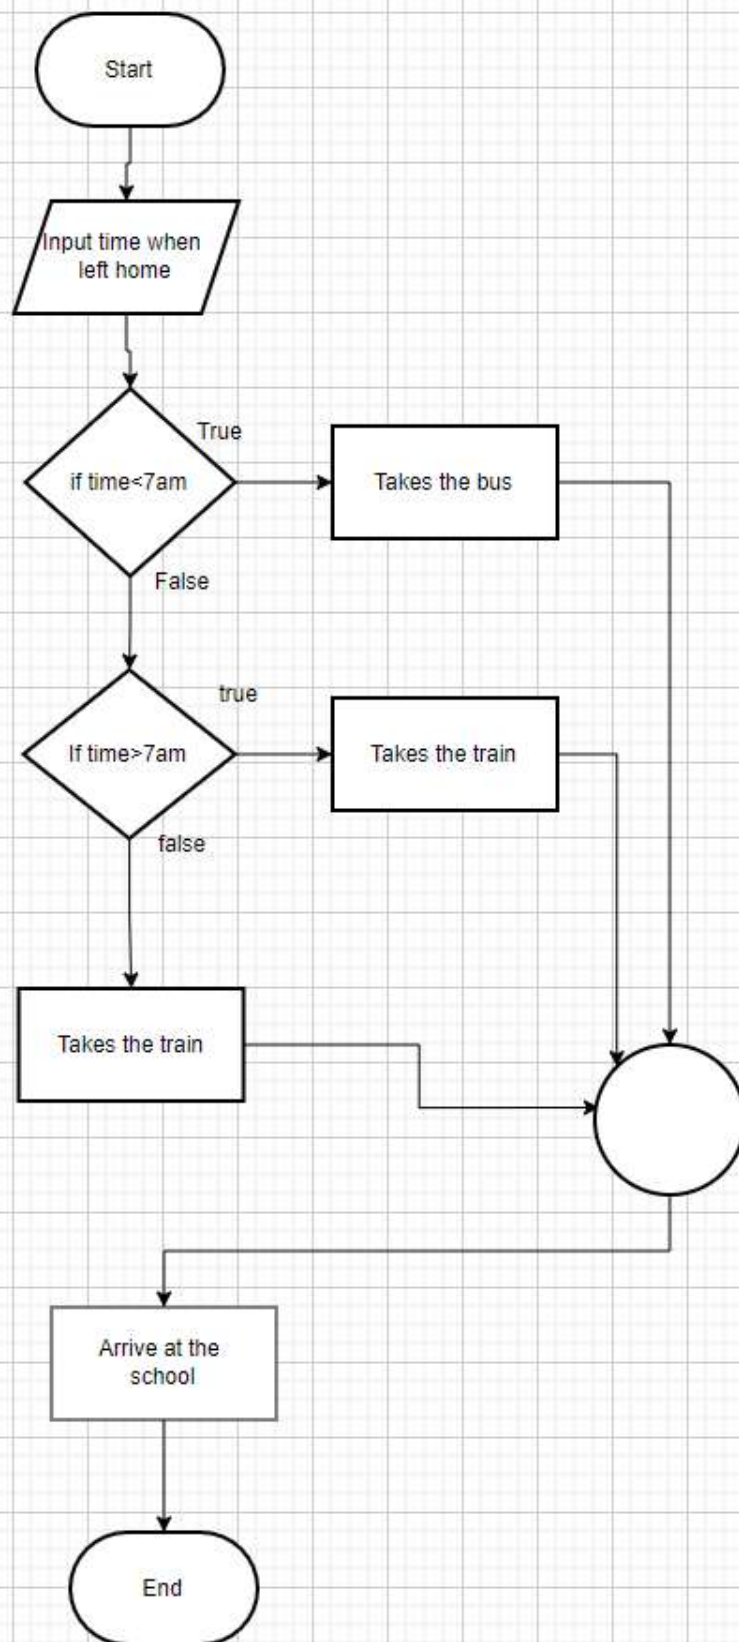 Start
Input time when
left home
True
if time<7am
Takes the bus
False
true
If time>7am
Takes the train
false
Takes the train
Arrive at the
school
End